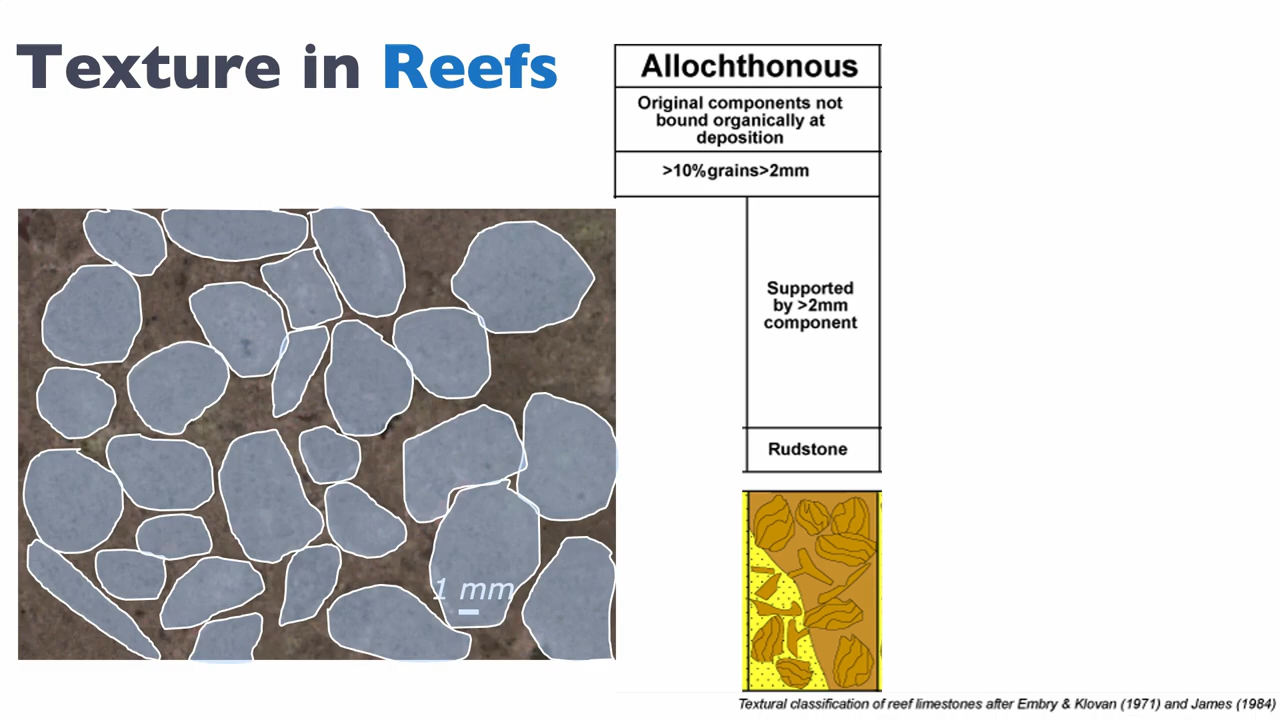 Texture in Reefs
Allochthonous
Original components not
bound organically at
deposition
>10%grains>2mm
Supported
by >2mm
component
Rudstone
1 mm
Textural classification of reef limestones after Embry & Klovan (1971) and James (1984)